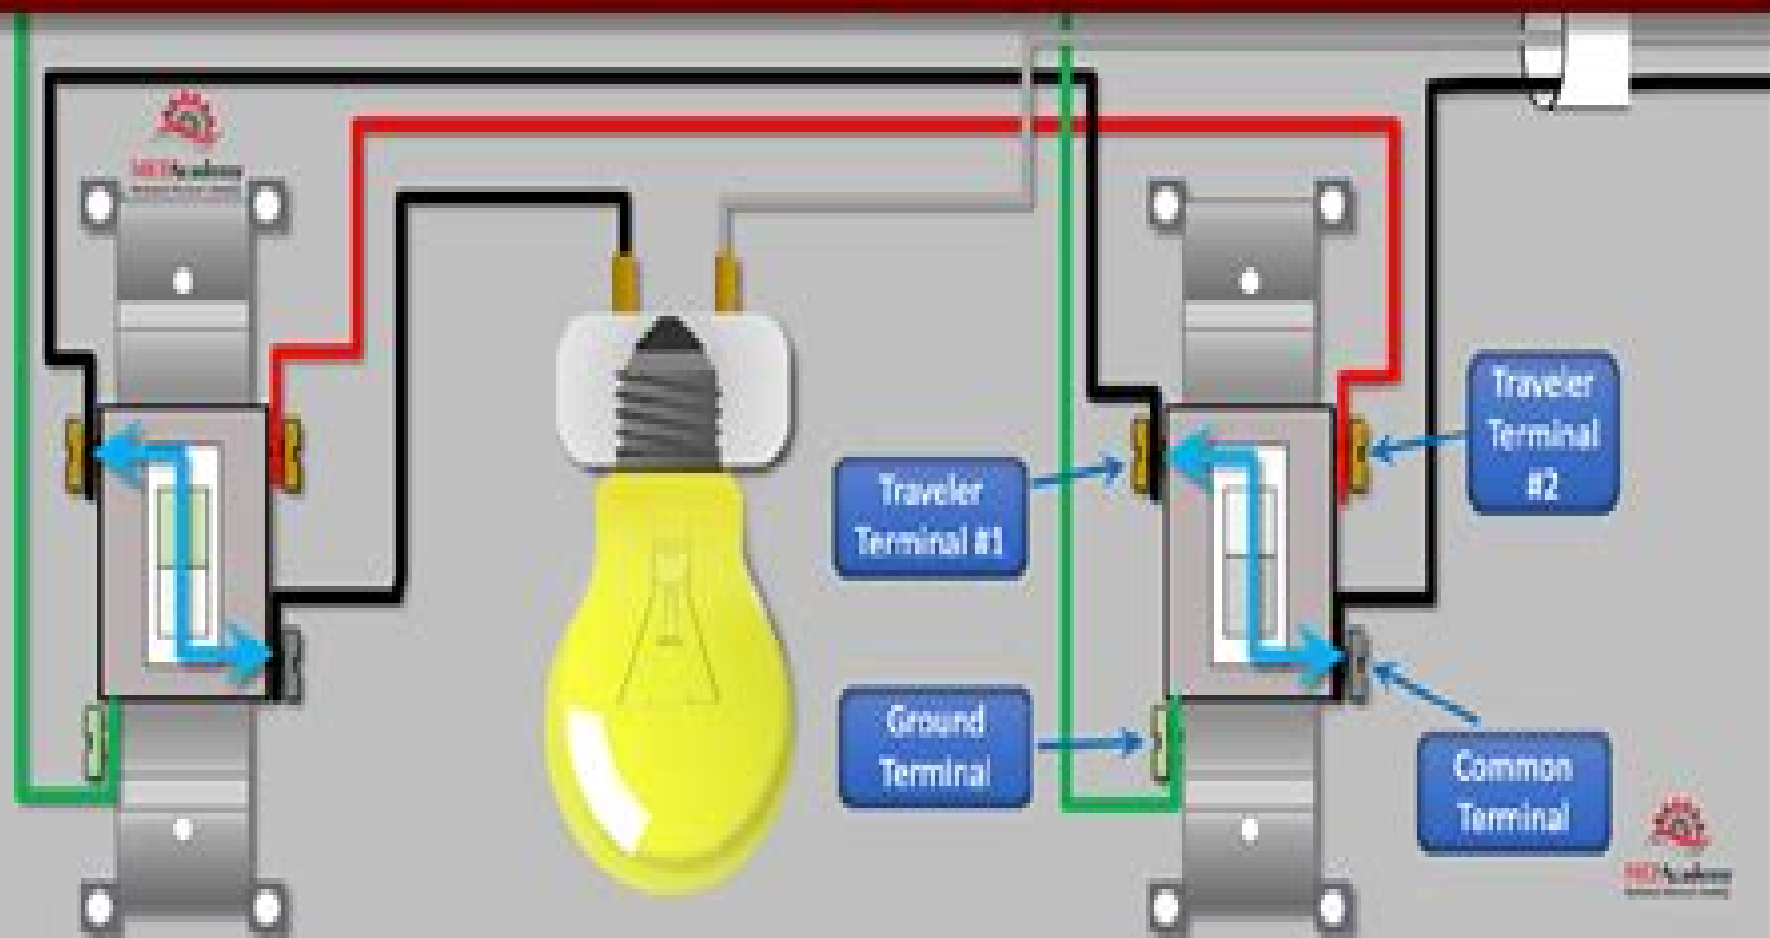 Traveler
Terminal
#2
Traveler
Terminal #1
Ground
Terminal
Common
Terminal